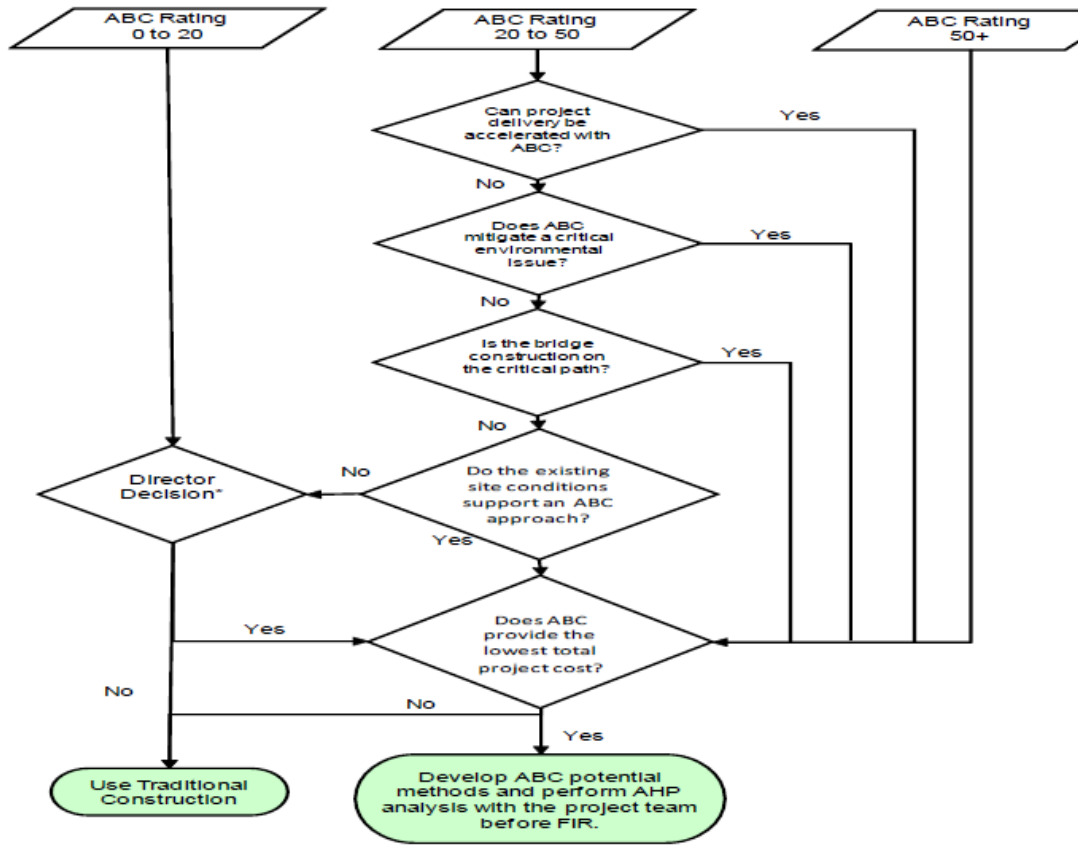 ABC Rating
0 to 20
ABC Rating
20 to 50
ABC Rating
50+
Can project
delivery be
accelerated with
ABC?
Yes
No
Does ABC
mitigate a critical
environmental
issue?
Yes
No
Is the bridge
construction on
the critical path?
Yes
No
Director
Decision*
No
Do the existing
site conditions
support an ABC
approach?
Yes
Does ABC
provide the
lowest total
project cost?
Yes
No
No
Yes
Use Traditional
Construction
Develop ABC potential
methods and perform AHP
analysis with the project team
before FIR.